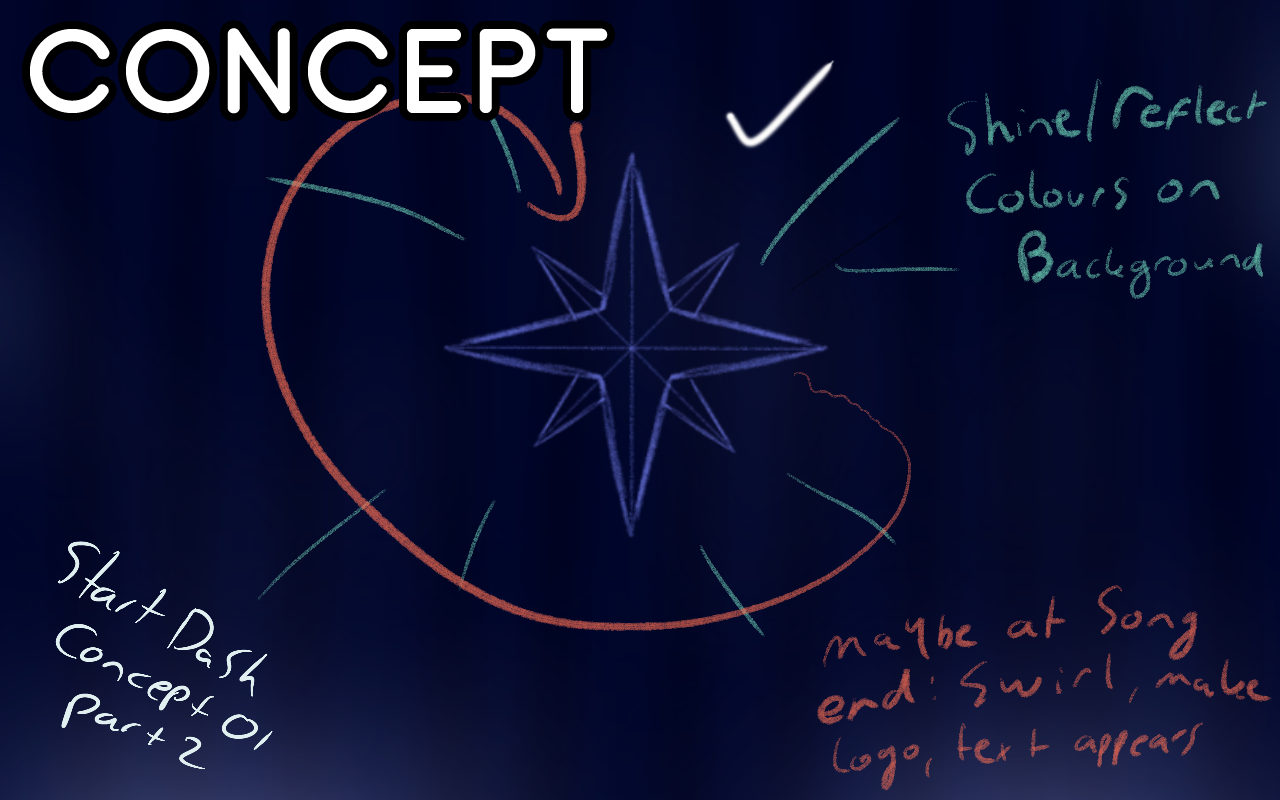 CONCEPT
Shine/reflect
Colours on
Background
Start Dash
Concept 01
Part 2
maybe at Song
end: Swirl, make
logo, text appears